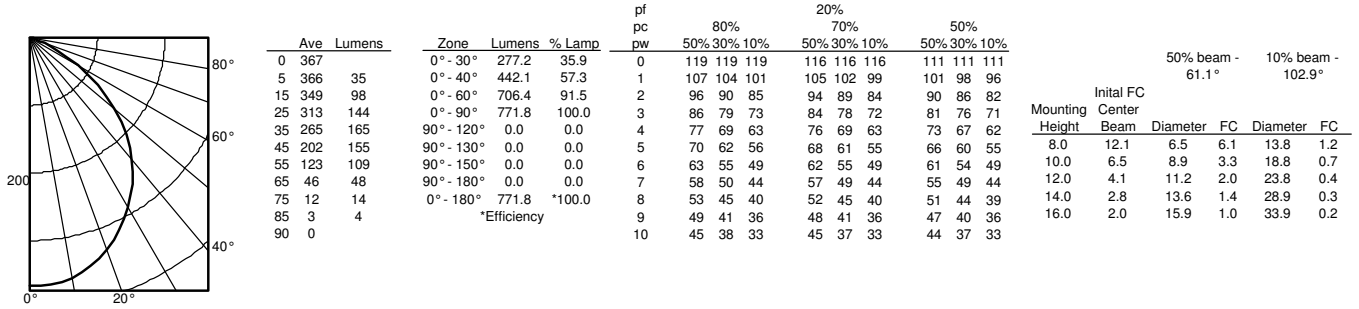 80°
60°
200
40°
0° 20°
Ave Lumens
0 367
5 366 35
15 349 98
25 313 144
35 265 165
45 202 155
55 123 109
65 46 48
75 12 14
85 3 4
90 0
Zone Lumens % Lamp
0° - 30° 277.2 35.9
0° - 40° 442.1 57.3
0° - 60° 706.4 91.5
0° - 90° 771.8 100.0
90° - 120° 0.0 0.0
90° - 130° 0.0 0.0
90° - 150° 0.0 0.0
90° - 180° 0.0 0.0
0° - 180° 771.8 *100.0
*Efficiency
pf 20%
pc 80% 70% 50%
pw 50% 30% 10% 50% 30% 10% 50% 30% 10%
0 119 119 119 116 116 116 111 111 111
1 107 104 101 105 102 99 101 98 96
2 96 90 85 94 89 84 90 86 82
3 86 79 73 84 78 72 81 76 71
4 77 69 63 76 69 63 73 67 62
5 70 62 56 68 61 55 66 60 55
6 63 55 49 62 55 49 61 54 49
7 58 50 44 57 49 44 55 49 44
8 53 45 40 52 45 40 51 44 39
9 49 41 36 48 41 36 47 40 36
10 45 38 33 45 37 33 44 37 33
50% beam - 10% beam -
61.1° 102.9°
Inital FC
Mounting Center
Height Beam Diameter FC Diameter FC
8.0 12.1 6.5 6.1 13.8 1.2
10.0 6.5 8.9 3.3 18.8 0.7
12.0 4.1 11.2 2.0 23.8 0.4
14.0 2.8 13.6 1.4 28.9 0.3
16.0 2.0 15.9 1.0 33.9 0.2